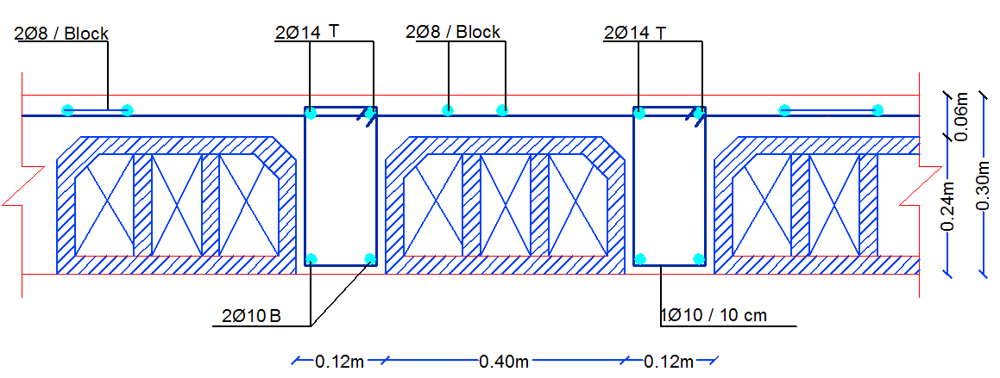 2Ø8 / Block
2Ø14 T
2Ø8 / Block
2Ø14 T
0.06m
0.24m
0.30m
2Ø10 B
1Ø10 / 10 cm
0.12m
0.40m
0.12m